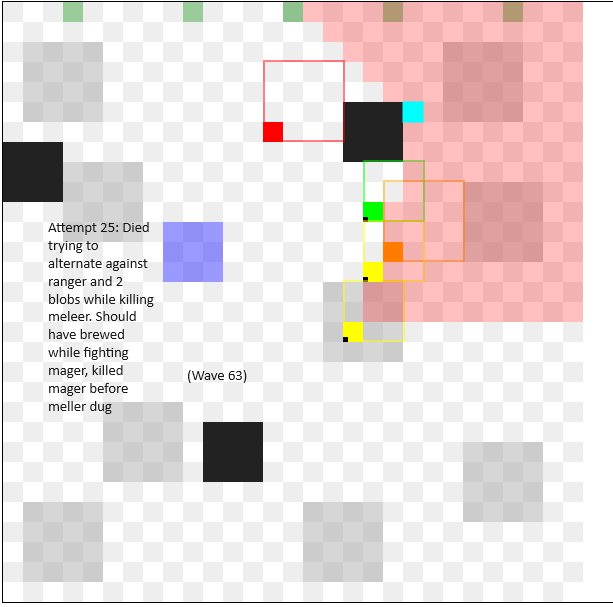 Attempt 25: Died
trying to
alternate against
ranger and 2
blobs while killing
meleer. Should
have brewed
while fighting
mager, killed
mager before
meller dug
(Wave 63)